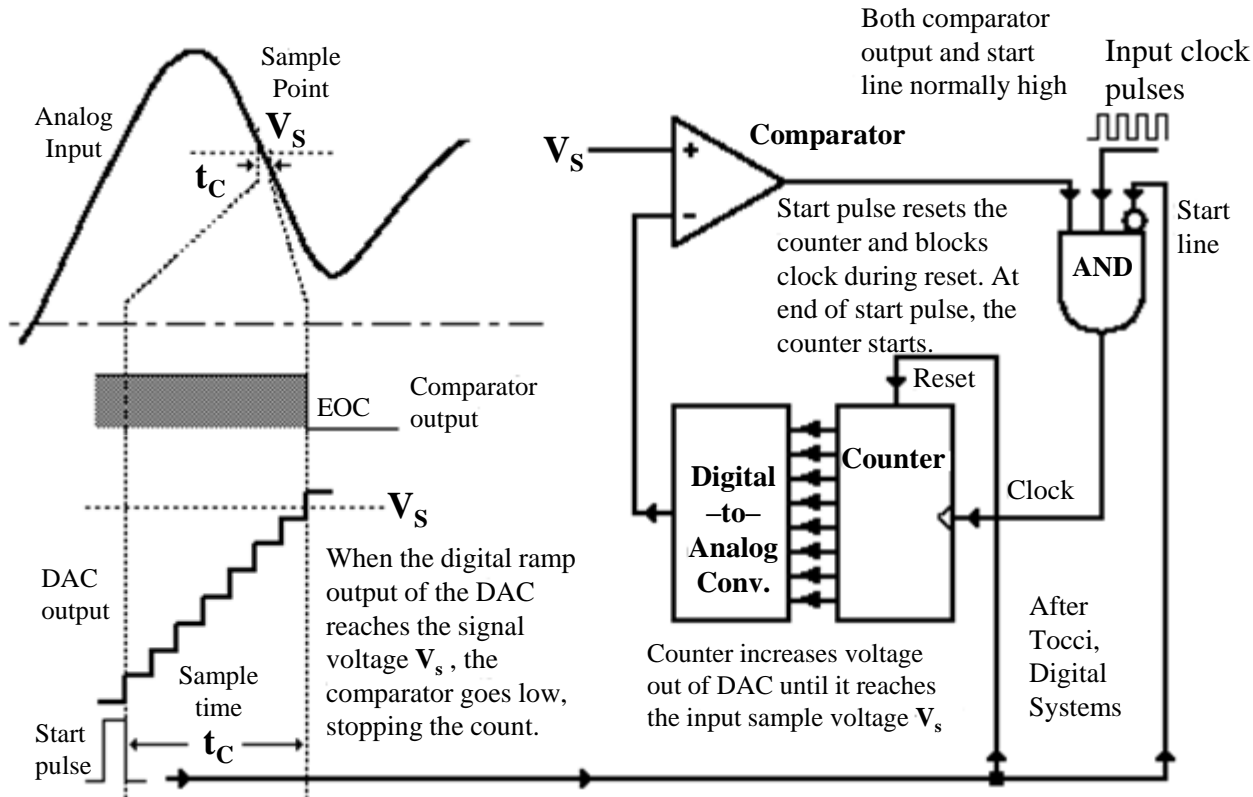 Both comparator
output and start
line normally high
Input clock
pulses
Sample
Point
V_S
Analog
Input
t_C
V_S
Comparator
+
–
Start pulse resets the
counter and blocks
clock during reset. At
end of start pulse, the
counter starts.
Start
line
AND
Reset
EOC
Comparator
output
Digital
–to–
Analog
Conv.
Counter
Clock
V_S
DAC
output
When the digital ramp
output of the DAC
reaches the signal
voltage V_s , the
comparator goes low,
stopping the count.
Sample
time
t_C
Start
pulse
Counter increases voltage
out of DAC until it reaches
the input sample voltage V_s
After
Tocci,
Digital
Systems